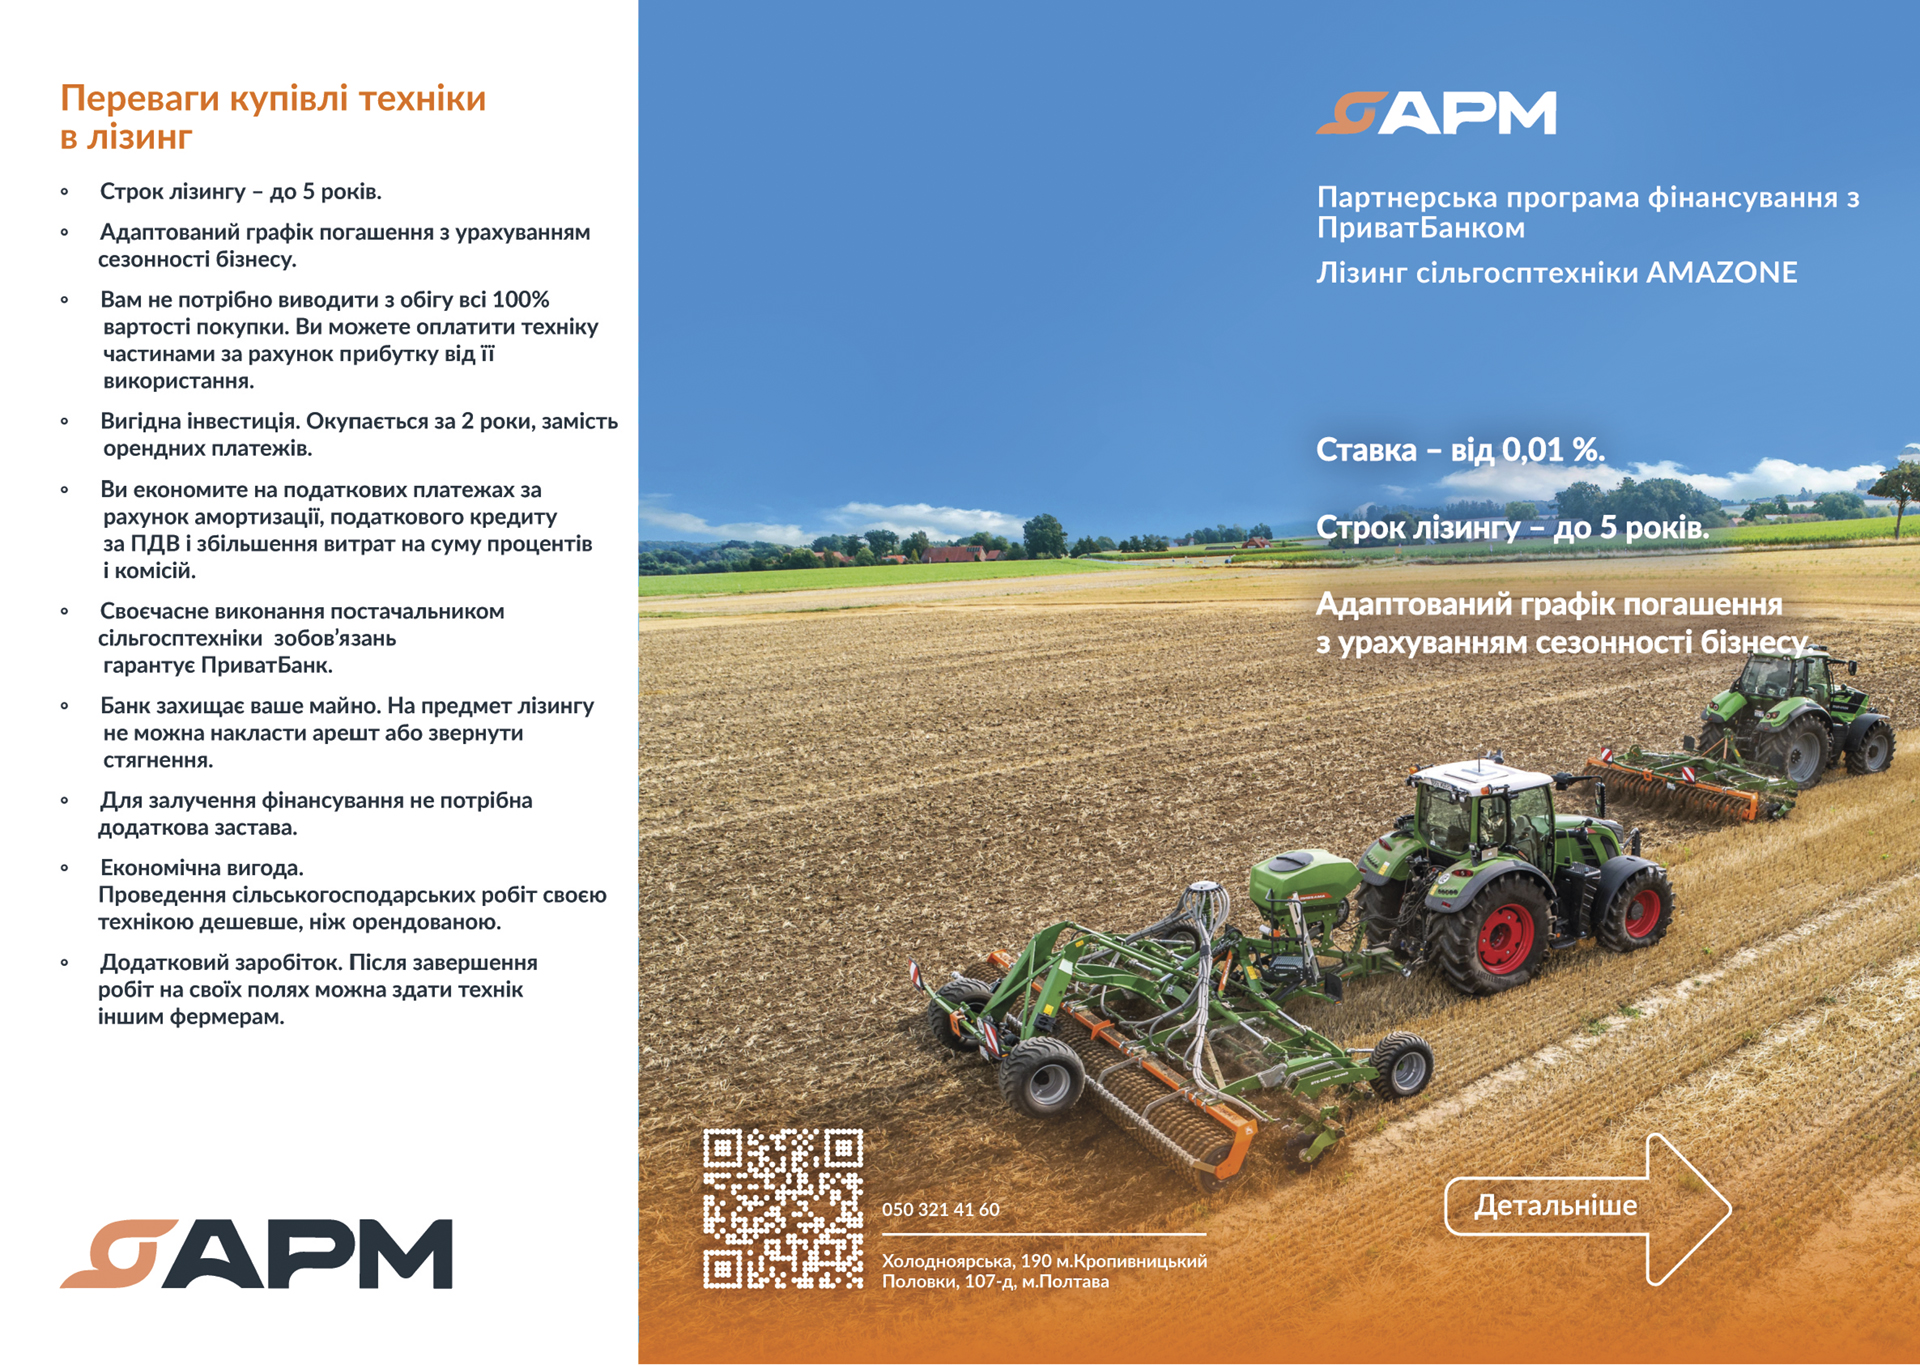 Переваги купівлі техніки
в лізинг
Строк лізингу – до 5 років.
Адаптований графік погашення з урахуванням
сезонності бізнесу.
Вам не потрібно виводити з обігу всі 100%
вартості покупки. Ви можете оплатити техніку
частинами за рахунок прибутку від її
використання.
Вигідна інвестиція. Окупається за 2 роки, замість
орендних платежів.
Ви економите на податкових платежах за
рахунок амортизації, податкового кредиту
за ПДВ і збільшення витрат на суму процентів
і комісій.
Своєчасне виконання постачальником
сільгосптехніки зобов’язань
гарантує ПриватБанк.
Банк захищає ваше майно. На предмет лізингу
не можна накласти арешт або звернути
стягнення.
Для залучення фінансування не потрібна
додаткова застава.
Економічна вигода.
Проведення сільськогосподарських робіт своєю
технікою дешевше, ніж орендованою.
Додатковий заробіток. Після завершення
робіт на своїх полях можна здати технік
іншим фермерам.
АРМ
050 321 41 60
Холодноярська, 190 м.Кропивницький
Половки, 107-д, м.Полтава
АРМ
Партнерська програма фінансування з
ПриватБанком
Лізинг сільгосптехніки AMAZONE
Ставка – від 0,01 %.
Строк лізингу – до 5 років.
Адаптований графік погашення
з урахуванням сезонності бізнесу.
Детальніше